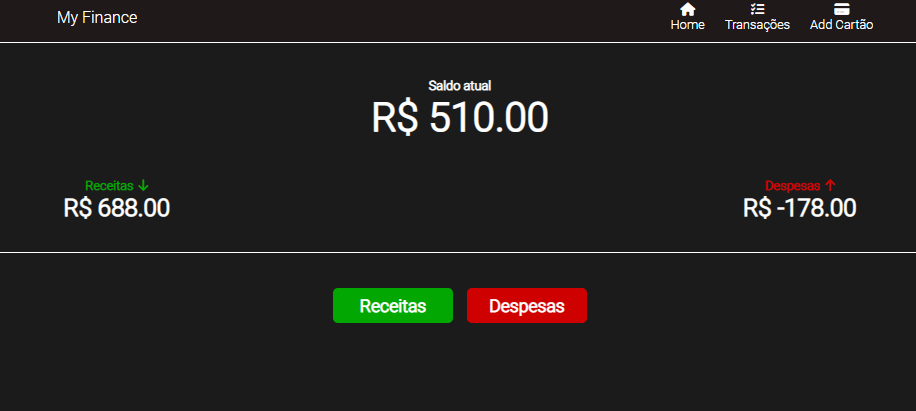 My Finance
Home
Transações
Add Cartão
Saldo atual
R$ 510.00
Receitas
R$ 688.00
Despesas
R$ -178.00
Receitas
Despesas